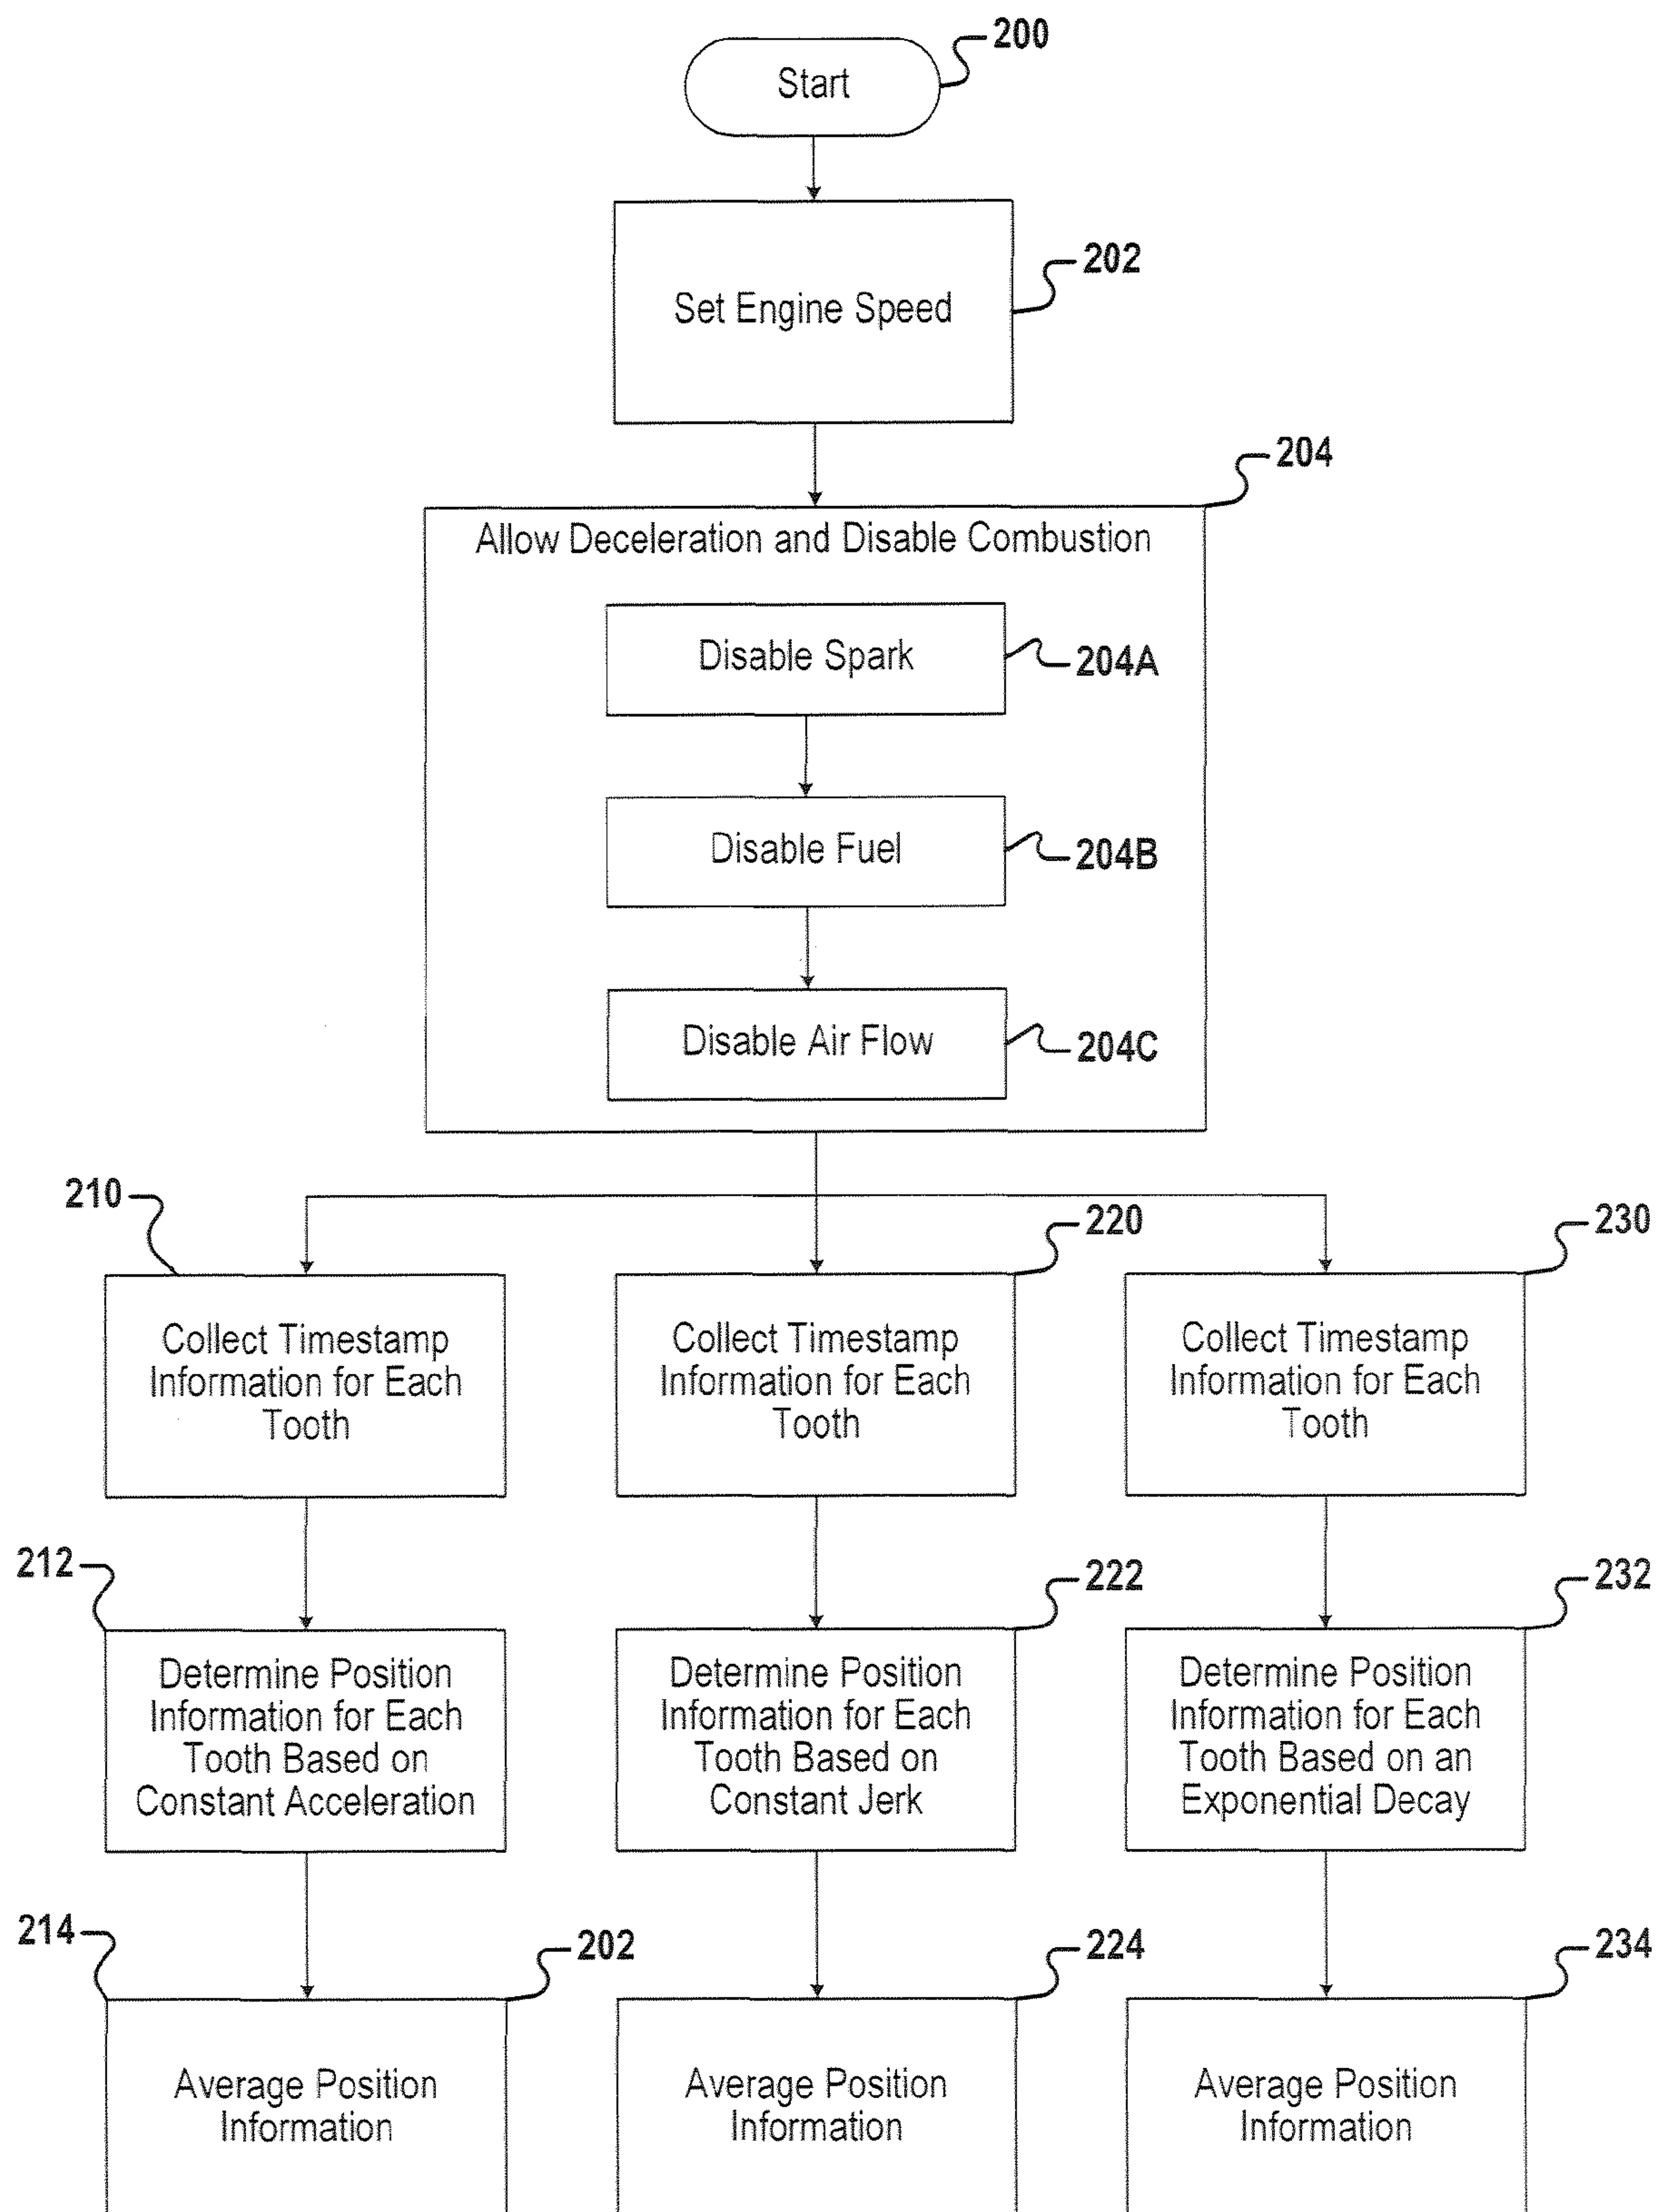 200
Start
202
Set Engine Speed
204
Allow Deceleration and Disable Combustion
Disable Spark
204A
Disable Fuel
204B
Disable Air Flow
204C
210
220
230
Collect Timestamp
Information for Each
Tooth
Collect Timestamp
Information for Each
Tooth
Collect Timestamp
Information for Each
Tooth
212
222
232
Determine Position
Information for Each
Tooth Based on
Constant Acceleration
Determine Position
Information for Each
Tooth Based on
Constant Jerk
Determine Position
Information for Each
Tooth Based on an
Exponential Decay
214
202
224
234
Average Position
Information
Average Position
Information
Average Position
Information